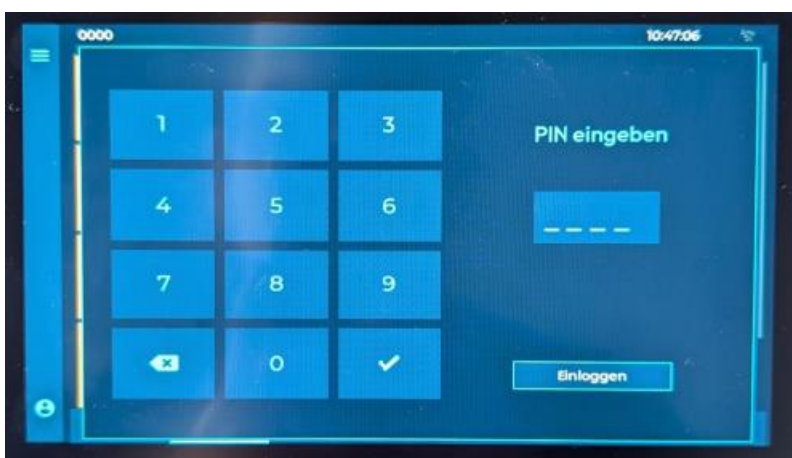 0000 10:47:06
1 2 3
PIN eingeben
4 5 6
_ _ _ _
7 8 9
0
Einloggen